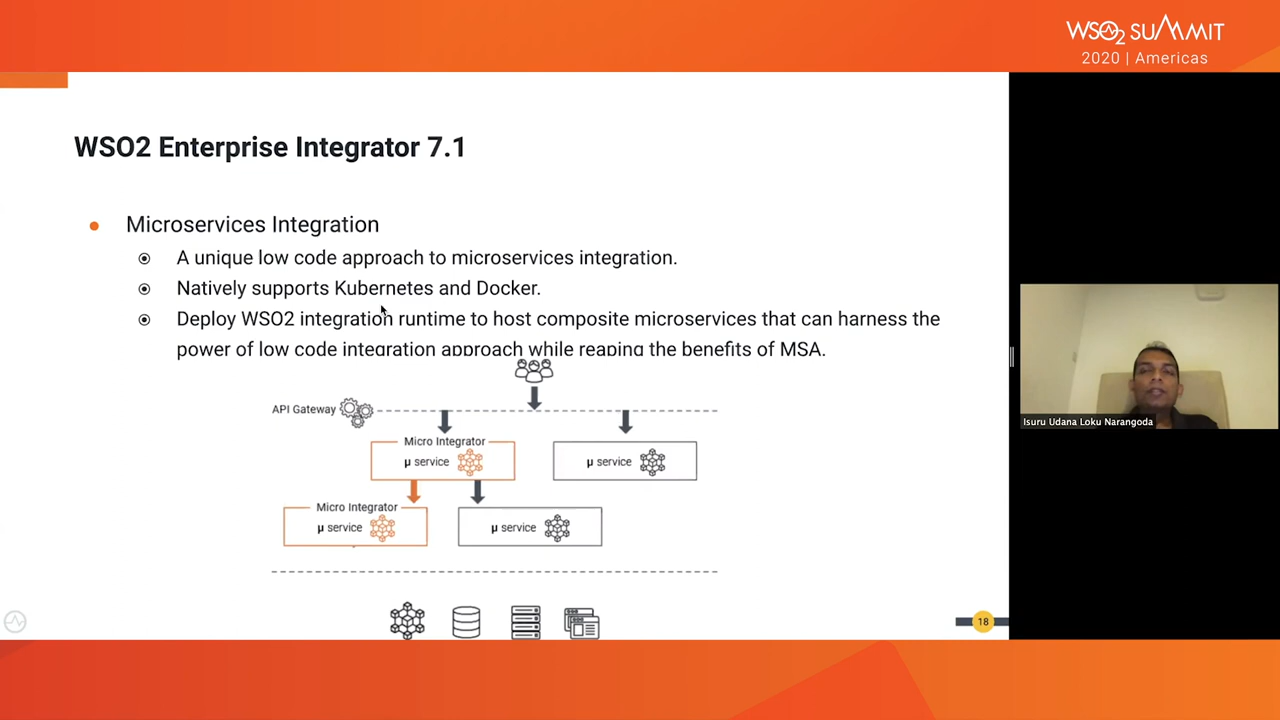 WSO2 SUMMIT
2020 | Americas
WSO2 Enterprise Integrator 7.1
Microservices Integration
A unique low code approach to microservices integration.
Natively supports Kubernetes and Docker.
Deploy WSO2 integration runtime to host composite microservices that can harness the
power of low code integration approach while reaping the benefits of MSA.
API Gateway
Micro Integrator
µ service
µ service
Micro Integrator
µ service
µ service
18
Isuru Udana Loku Narangoda